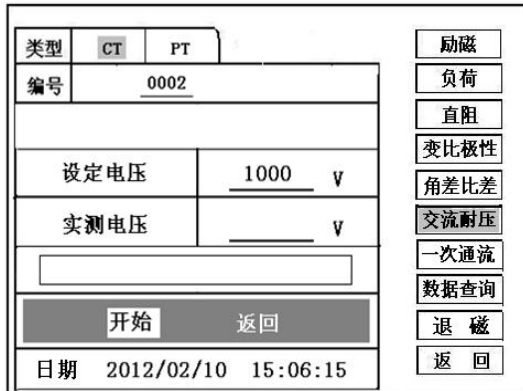 类型 CT PT
编号 0002
设定电压 1000 V
实测电压 V
开始 返回
日期 2012/02/10 15:06:15
励磁
负荷
直阻
变比极性
角差比差
交流耐压
一次通流
数据查询
退 磁
返 回